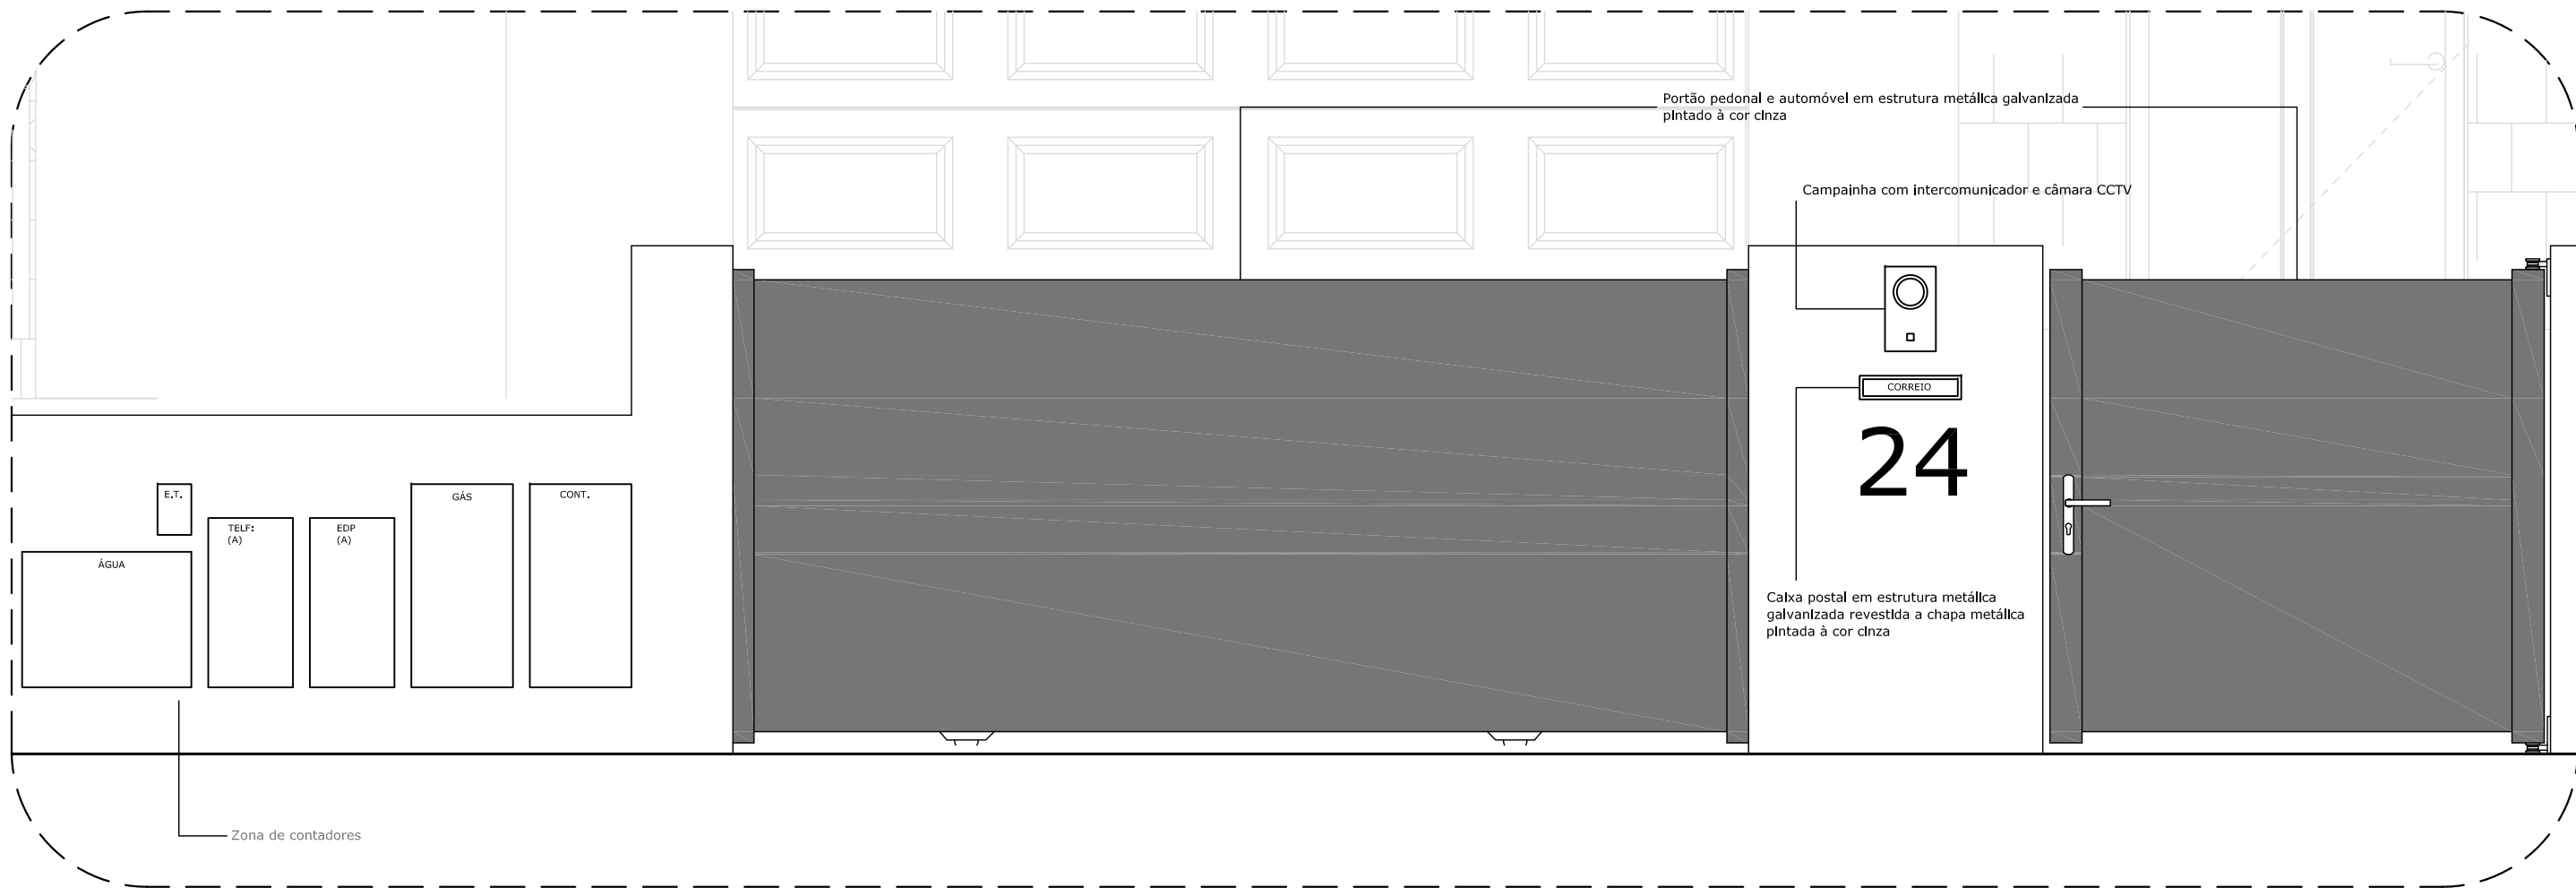 Portão pedonal e automóvel em estrutura metálica galvanizada
pintado à cor cinza
Campainha com intercomunicador e câmara CCTV
CORREIO
24
E.T.
GÁS
CONT.
TELF:
(A)
EDP
(A)
ÁGUA
Caixa postal em estrutura metálica
galvanizada revestida a chapa metálica
pintada à cor cinza
Zona de contadores